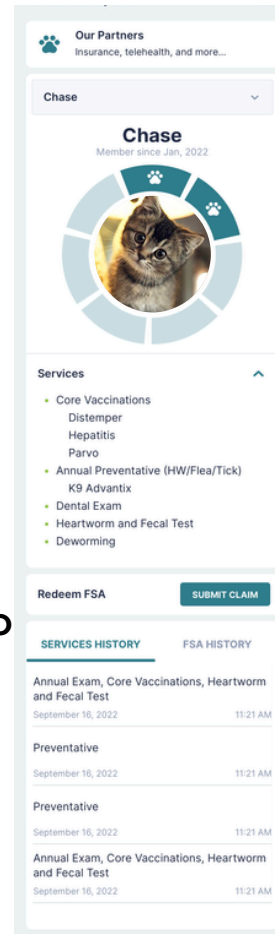 Our Partners
Insurance, telehealth, and more...
Chase
Chase
Member since Jan, 2022
Services
• Core Vaccinations
Distemper
Hepatitis
Parvo
• Annual Preventative (HW/Flea/Tick)
K9 Advantix
• Dental Exam
• Heartworm and Fecal Test
• Deworming
Redeem FSA SUBMIT CLAIM
SERVICES HISTORY FSA HISTORY
Annual Exam, Core Vaccinations, Heartworm
and Fecal Test
September 16, 2022 11:21 AM
Preventative
September 16, 2022 11:21 AM
Preventative
September 16, 2022 11:21 AM
Annual Exam, Core Vaccinations, Heartworm
and Fecal Test
September 16, 2022 11:21 AM